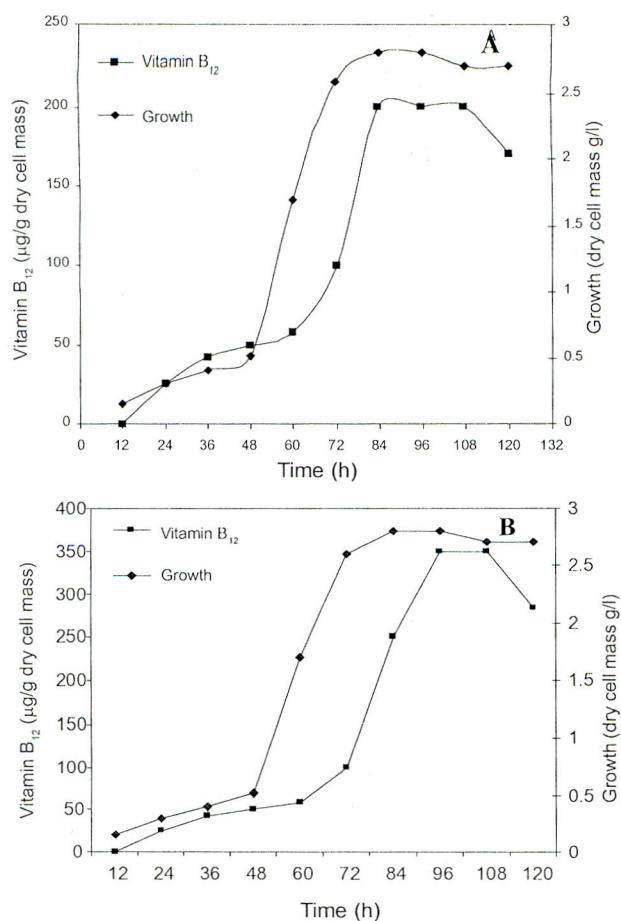 A
Vitamin B12
Growth
Vitamin B12 (µg/g dry cell mass)
250
200
150
100
50
0
Growth (dry cell mass g/l)
3
2.5
2
1.5
1
0.5
0
0 12 24 36 48 60 72 84 96 108 120 132
Time (h)
B
Vitamin B12
Growth
Vitamin B12 (µg/g dry cell mass)
400
350
300
250
200
350
100
50
0
Growth (dry cell mass g/l)
3
2.5
2
1.5
1
0.5
0
12 24 36 48 60 72 84 96 108 120
Time (h)